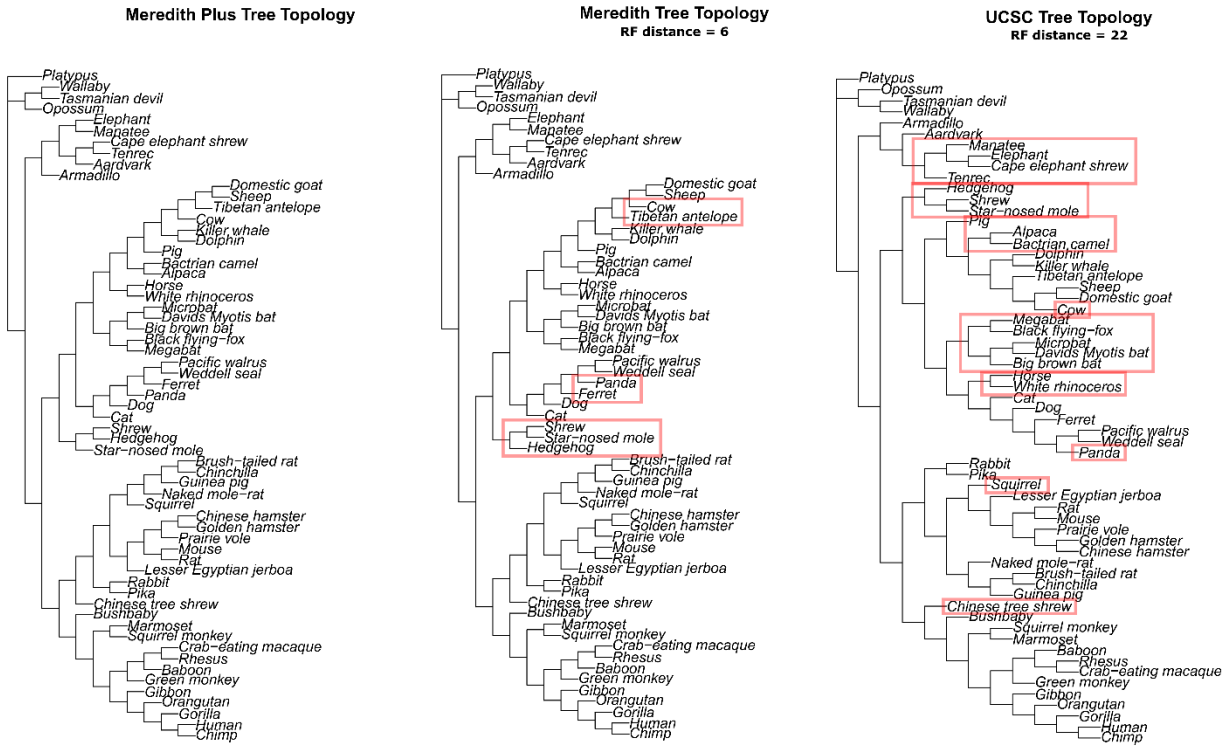 Meredith Plus Tree Topology
Platypus
Wallaby
Tasmanian devil
Opossum
Elephant
Manatee
Cape elephant shrew
Tenrec
Aardvark
Armadillo
Domestic goat
Sheep
Tibetan antelope
Cow
Killer whale
Dolphin
Pig
Bactrian camel
Alpaca
Horse
White rhinoceros
Microbat
Davids Myotis bat
Big brown bat
Black flying−fox
Megabat
Pacific walrus
Weddell seal
Ferret
Panda
Dog
Cat
Shrew
Hedgehog
Star−nosed mole
Brush−tailed rat
Chinchilla
Guinea pig
Naked mole−rat
Squirrel
Chinese hamster
Golden hamster
Prairie vole
Mouse
Rat
Lesser Egyptian jerboa
Rabbit
Pika
Chinese tree shrew
Bushbaby
Marmoset
Squirrel monkey
Crab−eating macaque
Rhesus
Baboon
Green monkey
Gibbon
Orangutan
Gorilla
Human
Chimp
Meredith Tree Topology
RF distance = 6
Platypus
Wallaby
Tasmanian devil
Opossum
Elephant
Manatee
Cape elephant shrew
Tenrec
Aardvark
Armadillo
Domestic goat
Sheep
Cow
Tibetan antelope
Killer whale
Dolphin
Pig
Bactrian camel
Alpaca
Horse
White rhinoceros
Microbat
Davids Myotis bat
Big brown bat
Black flying−fox
Megabat
Pacific walrus
Weddell seal
Panda
Ferret
Dog
Cat
Shrew
Star−nosed mole
Hedgehog
Brush−tailed rat
Chinchilla
Guinea pig
Naked mole−rat
Squirrel
Chinese hamster
Golden hamster
Prairie vole
Mouse
Rat
Lesser Egyptian jerboa
Rabbit
Pika
Chinese tree shrew
Bushbaby
Marmoset
Squirrel monkey
Crab−eating macaque
Rhesus
Baboon
Green monkey
Gibbon
Orangutan
Gorilla
Human
Chimp
UCSC Tree Topology
RF distance = 22
Platypus
Opossum
Tasmanian devil
Wallaby
Armadillo
Aardvark
Manatee
Elephant
Cape elephant shrew
Tenrec
Hedgehog
Shrew
Star−nosed mole
Pig
Alpaca
Bactrian camel
Dolphin
Killer whale
Tibetan antelope
Sheep
Domestic goat
Cow
Megabat
Black flying−fox
Microbat
Davids Myotis bat
Big brown bat
Horse
White rhinoceros
Cat
Dog
Ferret
Pacific walrus
Weddell seal
Panda
Rabbit
Pika
Squirrel
Lesser Egyptian jerboa
Rat
Mouse
Prairie vole
Golden hamster
Chinese hamster
Naked mole−rat
Brush−tailed rat
Chinchilla
Guinea pig
Chinese tree shrew
Bushbaby
Squirrel monkey
Marmoset
Baboon
Rhesus
Crab−eating macaque
Green monkey
Gibbon
Orangutan
Gorilla
Human
Chimp